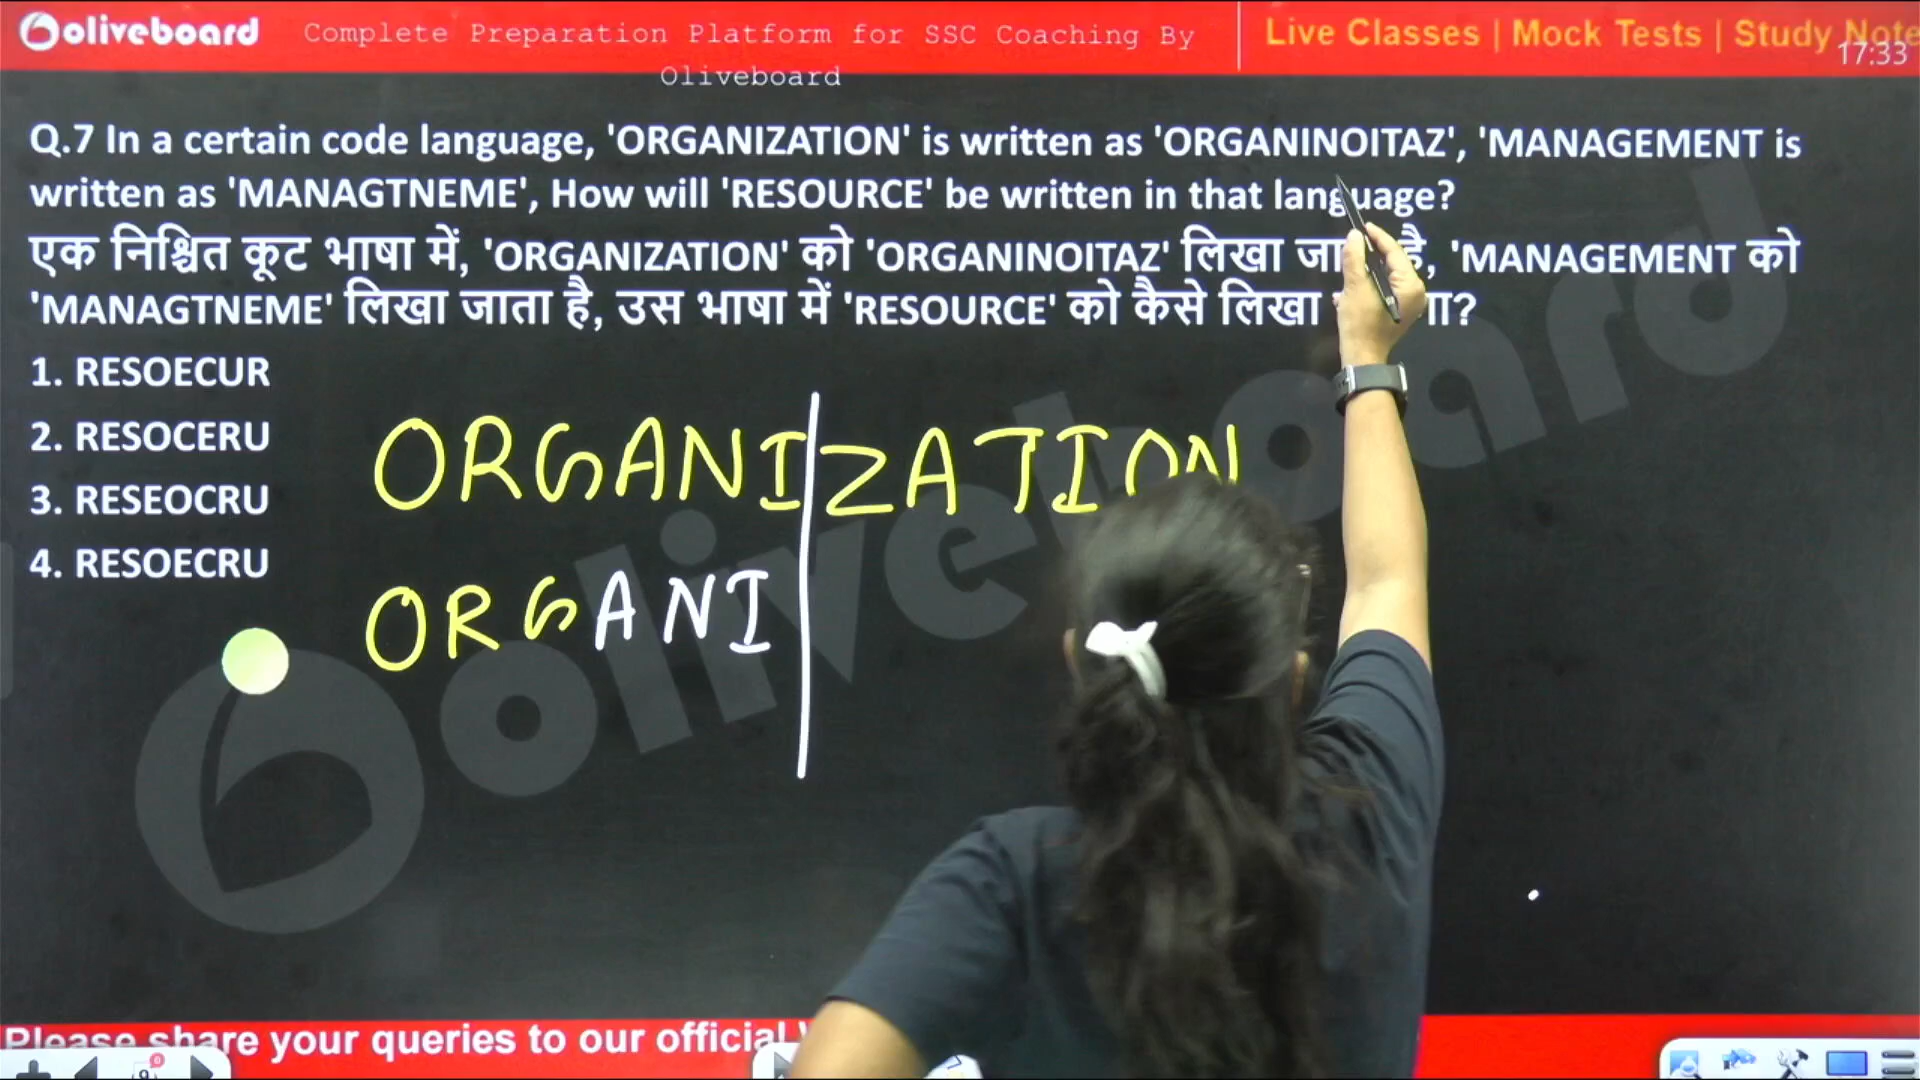 oliveboard
Complete Preparation Platform for SSC Coaching By
Oliveboard
Live Classes | Mock Tests | Study Note
17:33
Q.7 In a certain code language, 'ORGANIZATION' is written as 'ORGANINOITAZ', 'MANAGEMENT is
written as 'MANAGTNEME', How will 'RESOURCE' be written in that language?
एक निश्चित कूट भाषा में, 'ORGANIZATION' को 'ORGANINOITAZ' लिखा जा है, 'MANAGEMENT को
'MANAGTNEME' लिखा जाता है, उस भाषा में 'RESOURCE' को कैसे लिखा गा?
1. RESOECUR
2. RESOCERU
3. RESEOCRU
4. RESOECRU
ORGANI ZATION
ORGANI
oliveboard
Please share your queries to our official